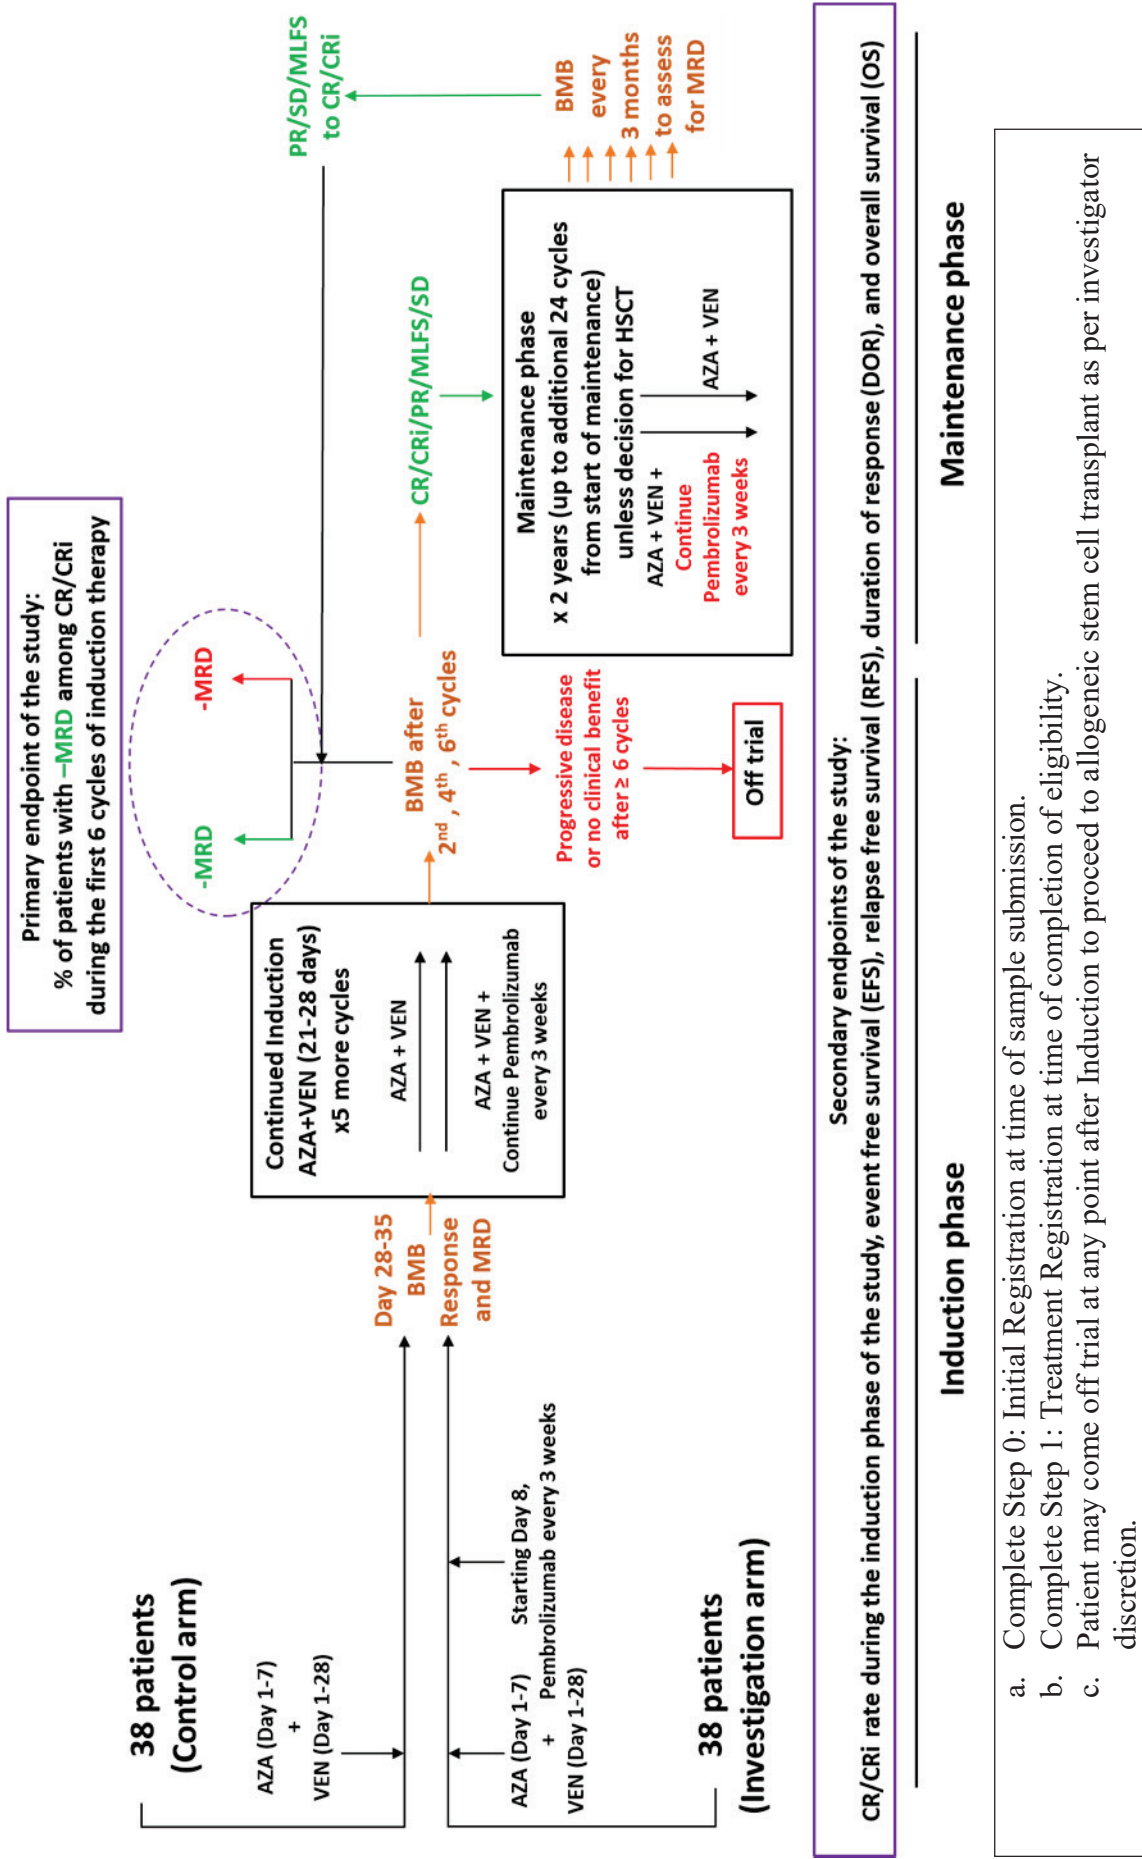 Primary endpoint of the study:
% of patients with –MRD among CR/CRi
during the first 6 cycles of induction therapy
38 patients
(Control arm)
AZA (Day 1-7)
+
VEN (Day 1-28)
AZA (Day 1-7)
+
VEN (Day 1-28)
Starting Day 8,
Pembrolizumab every 3 weeks
38 patients
(Investigation arm)
Day 28-35
BMB
Response
and MRD
Continued Induction
AZA+VEN (21-28 days)
x5 more cycles
AZA + VEN
AZA + VEN +
Continue Pembrolizumab
every 3 weeks
-MRD
-MRD
BMB after
2nd , 4th , 6th cycles
Progressive disease
or no clinical benefit
after ≥ 6 cycles
Off trial
CR/CRi/PR/MLFS/SD
Maintenance phase
x 2 years (up to additional 24 cycles
from start of maintenance)
unless decision for HSCT
AZA + VEN +
Continue
Pembrolizumab
every 3 weeks
AZA + VEN
PR/SD/MLFS
to CR/CRi
BMB
every
3 months
to assess
for MRD
Secondary endpoints of the study:
CR/CRi rate during the induction phase of the study, event free survival (EFS), relapse free survival (RFS), duration of response (DOR), and overall survival (OS)
Induction phase
Maintenance phase
a. Complete Step 0: Initial Registration at time of sample submission.
b. Complete Step 1: Treatment Registration at time of completion of eligibility.
c. Patient may come off trial at any point after Induction to proceed to allogeneic stem cell transplant as per investigator
discretion.